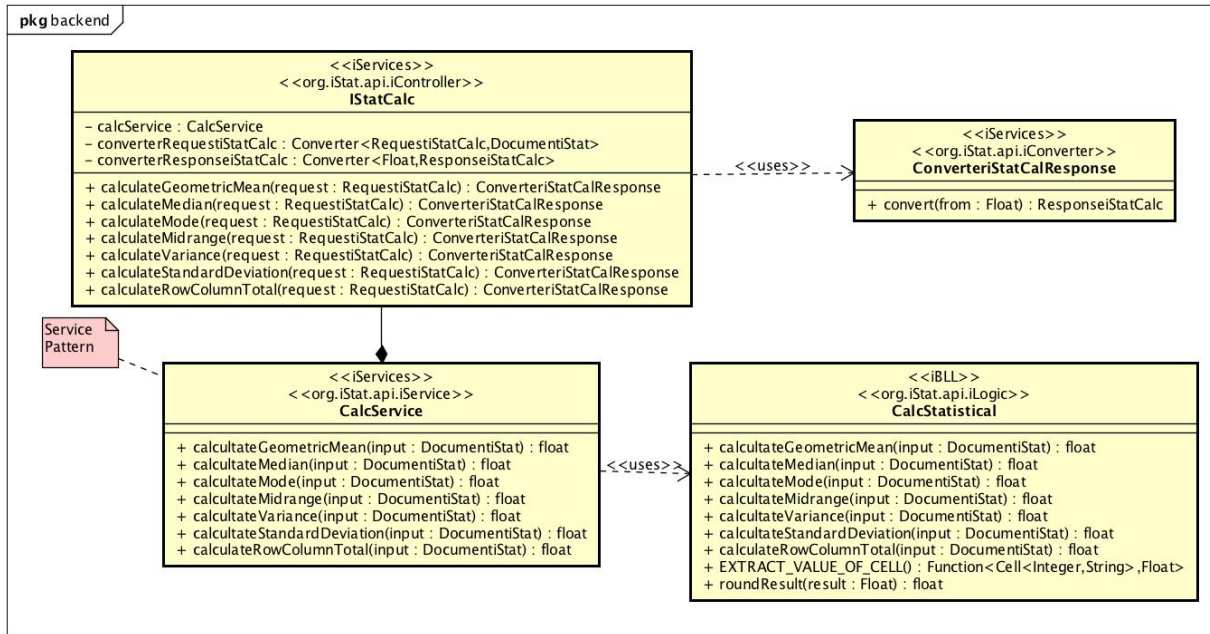 pkg backend
<<iServices>>
<<org.iStat.api.iController>>
IStatCalc
– calcService : CalcService
– converterRequestiStatCalc : Converter<RequestiStatCalc,DocumentiStat>
– converterResponseiStatCalc : Converter<Float,ResponseiStatCalc>
+ calculateGeometricMean(request : RequestiStatCalc) : ConverteriStatCalResponse
+ calculateMedian(request : RequestiStatCalc) : ConverteriStatCalResponse
+ calculateMode(request : RequestiStatCalc) : ConverteriStatCalResponse
+ calculateMidrange(request : RequestiStatCalc) : ConverteriStatCalResponse
+ calculateVariance(request : RequestiStatCalc) : ConverteriStatCalResponse
+ calculateStandardDeviation(request : RequestiStatCalc) : ConverteriStatCalResponse
+ calculateRowColumnTotal(request : RequestiStatCalc) : ConverteriStatCalResponse
<<uses>>
<<iServices>>
<<org.iStat.api.iConverter>>
ConverteriStatCalResponse
+ convert(from : Float) : ResponseiStatCalc
Service
Pattern
<<iServices>>
<<org.iStat.api.iService>>
CalcService
+ calcultateGeometricMean(input : DocumentiStat) : float
+ calcultateMedian(input : DocumentiStat) : float
+ calcultateMode(input : DocumentiStat) : float
+ calcultateMidrange(input : DocumentiStat) : float
+ calcultateVariance(input : DocumentiStat) : float
+ calcultateStandardDeviation(input : DocumentiStat) : float
+ calculateRowColumnTotal(input : DocumentiStat) : float
<<uses>>
<<iBLL>>
<<org.iStat.api.iLogic>>
CalcStatistical
+ calcultateGeometricMean(input : DocumentiStat) : float
+ calcultateMedian(input : DocumentiStat) : float
+ calcultateMode(input : DocumentiStat) : float
+ calcultateMidrange(input : DocumentiStat) : float
+ calcultateVariance(input : DocumentiStat) : float
+ calcultateStandardDeviation(input : DocumentiStat) : float
+ calculateRowColumnTotal(input : DocumentiStat) : float
+ EXTRACT_VALUE_OF_CELL() : Function<Cell<Integer,String>,Float>
+ roundResult(result : Float) : float